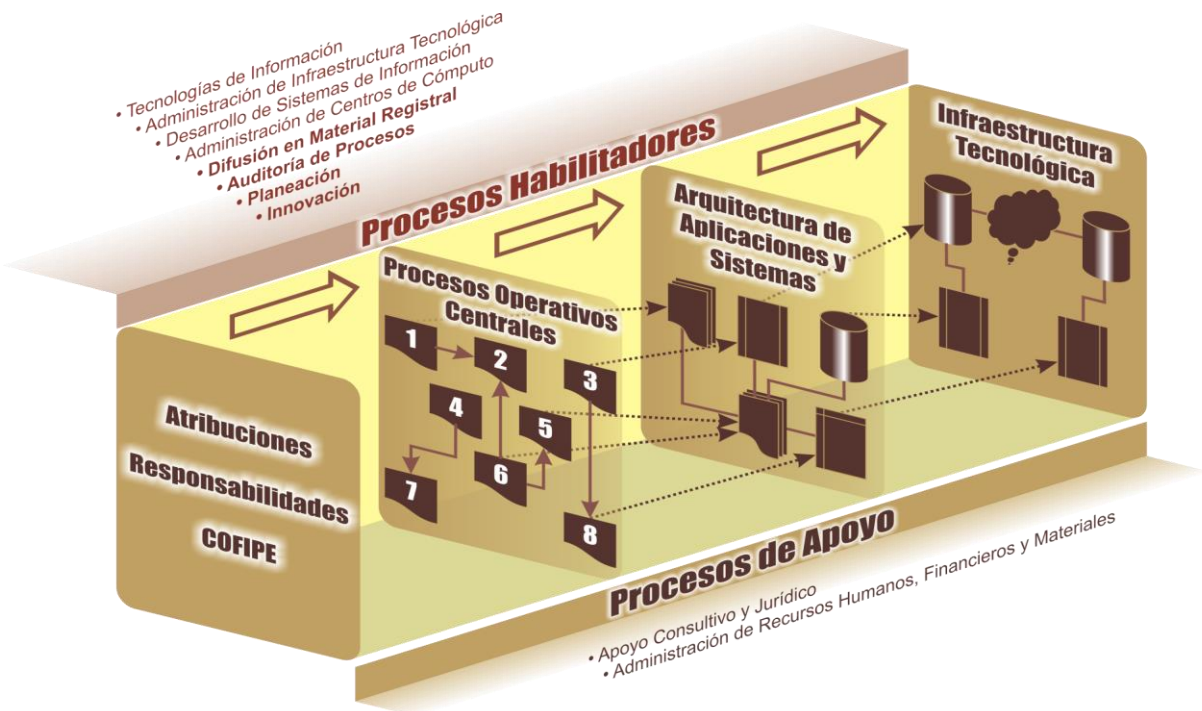 • Tecnologías de Información
• Administración de Infraestructura Tecnológica
• Desarrollo de Sistemas de Información
• Administración de Centros de Cómputo
• Difusión en Material Registral
• Auditoría de Procesos
• Planeación
• Innovación
Procesos Habilitadores
Infraestructura
Tecnológica
Arquitectura de
Aplicaciones y
Sistemas
Procesos Operativos
Centrales
1
2
3
4
5
6
7
8
Atribuciones
Responsabilidades
COFIPE
Procesos de Apoyo
• Apoyo Consultivo y Jurídico
• Administración de Recursos Humanos, Financieros y Materiales